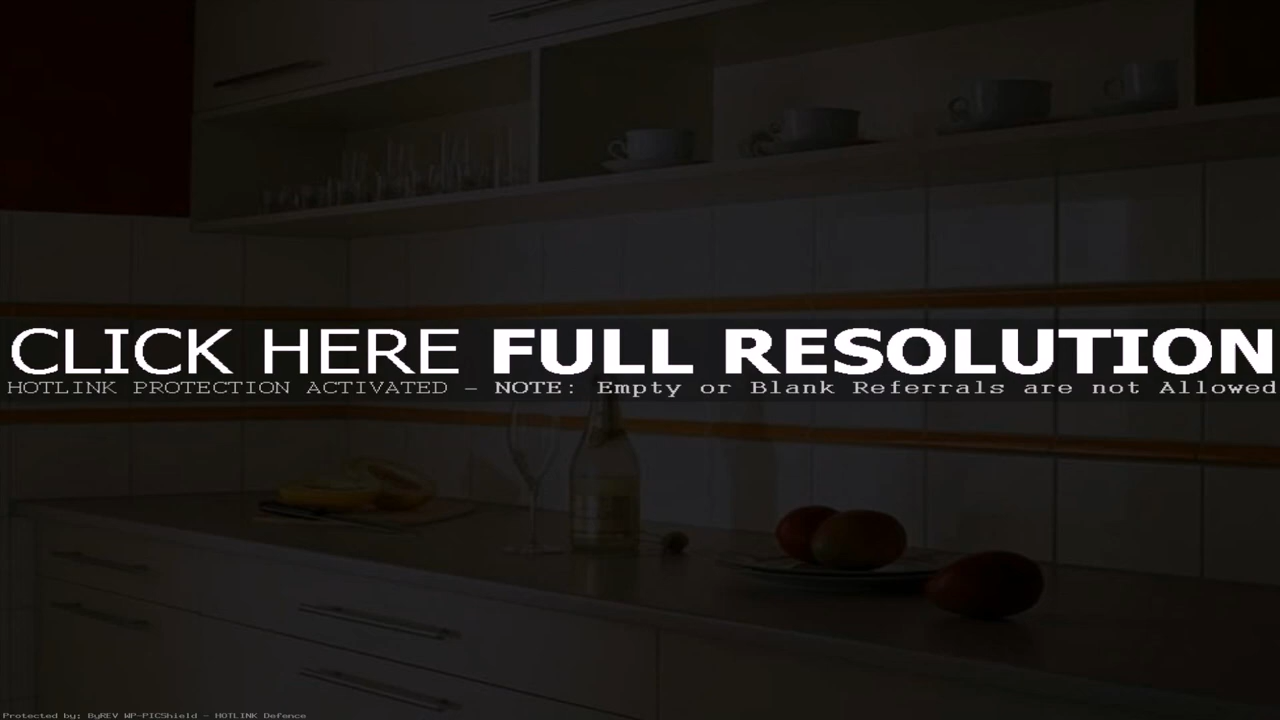 CLICK HERE FULL RESOLUTION
HOTLINK PROTECTION ACTIVATED - NOTE: Empty or Blank Referrals are not Allowed
Protected by: ByREV WP-PICShield - HOTLINK Defence